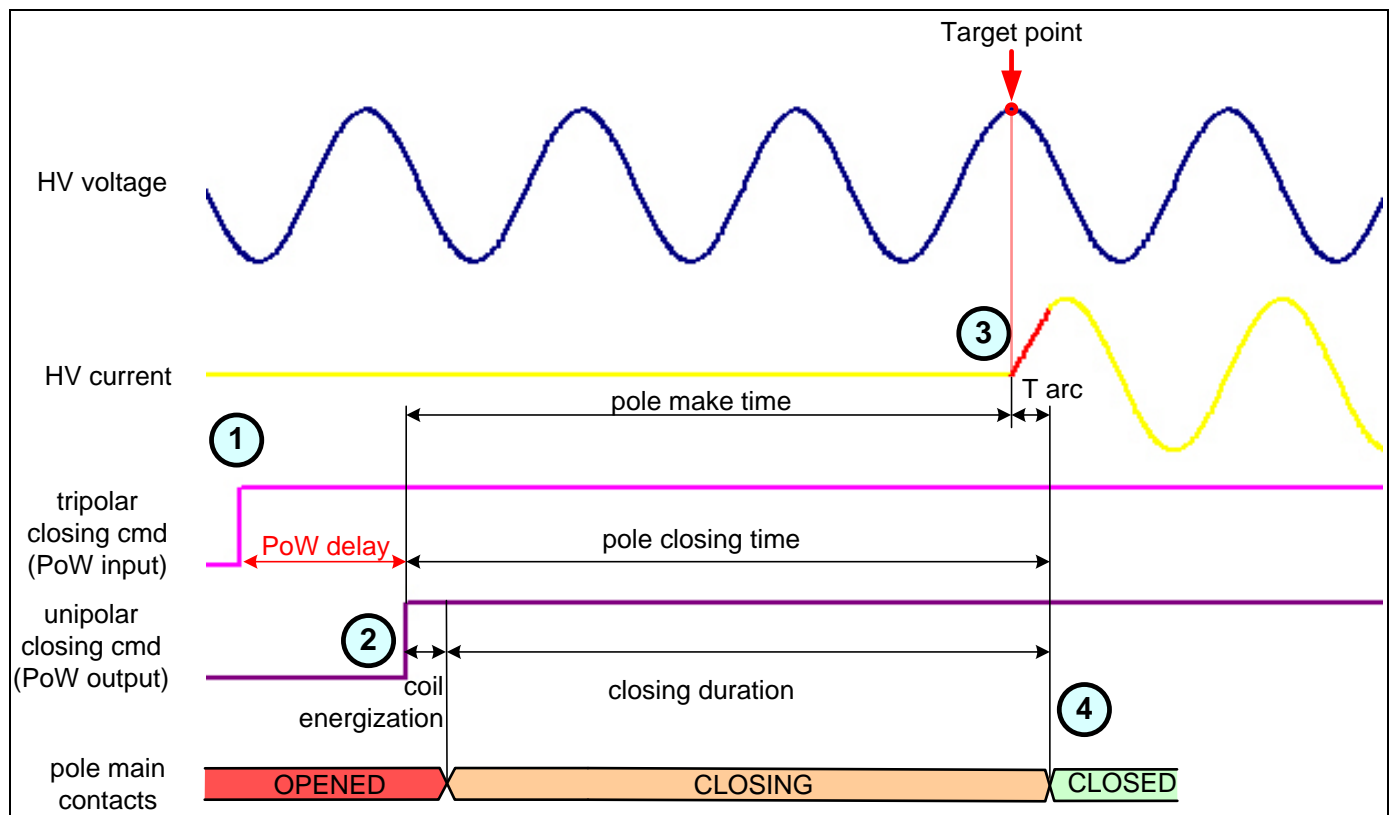 Target point
HV voltage
3
HV current
T arc
pole make time
1
tripolar
closing cmd
(PoW input)
PoW delay
pole closing time
unipolar
closing cmd
(PoW output)
2
coil
energization
closing duration
4
pole main
contacts
OPENED
CLOSING
CLOSED